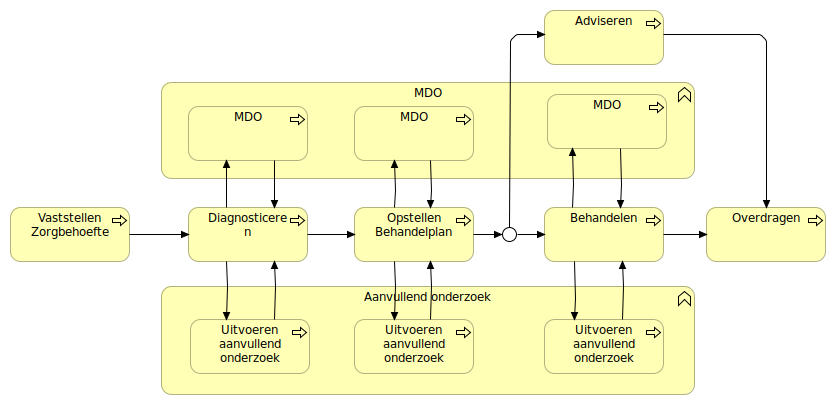 Adviseren
MDO
MDO
MDO
MDO
Vaststellen
Zorgbehoefte
Diagnosticere
n
Opstellen
Behandelplan
Behandelen
Overdragen
Aanvullend onderzoek
Uitvoeren
aanvullend
onderzoek
Uitvoeren
aanvullend
onderzoek
Uitvoeren
aanvullend
onderzoek